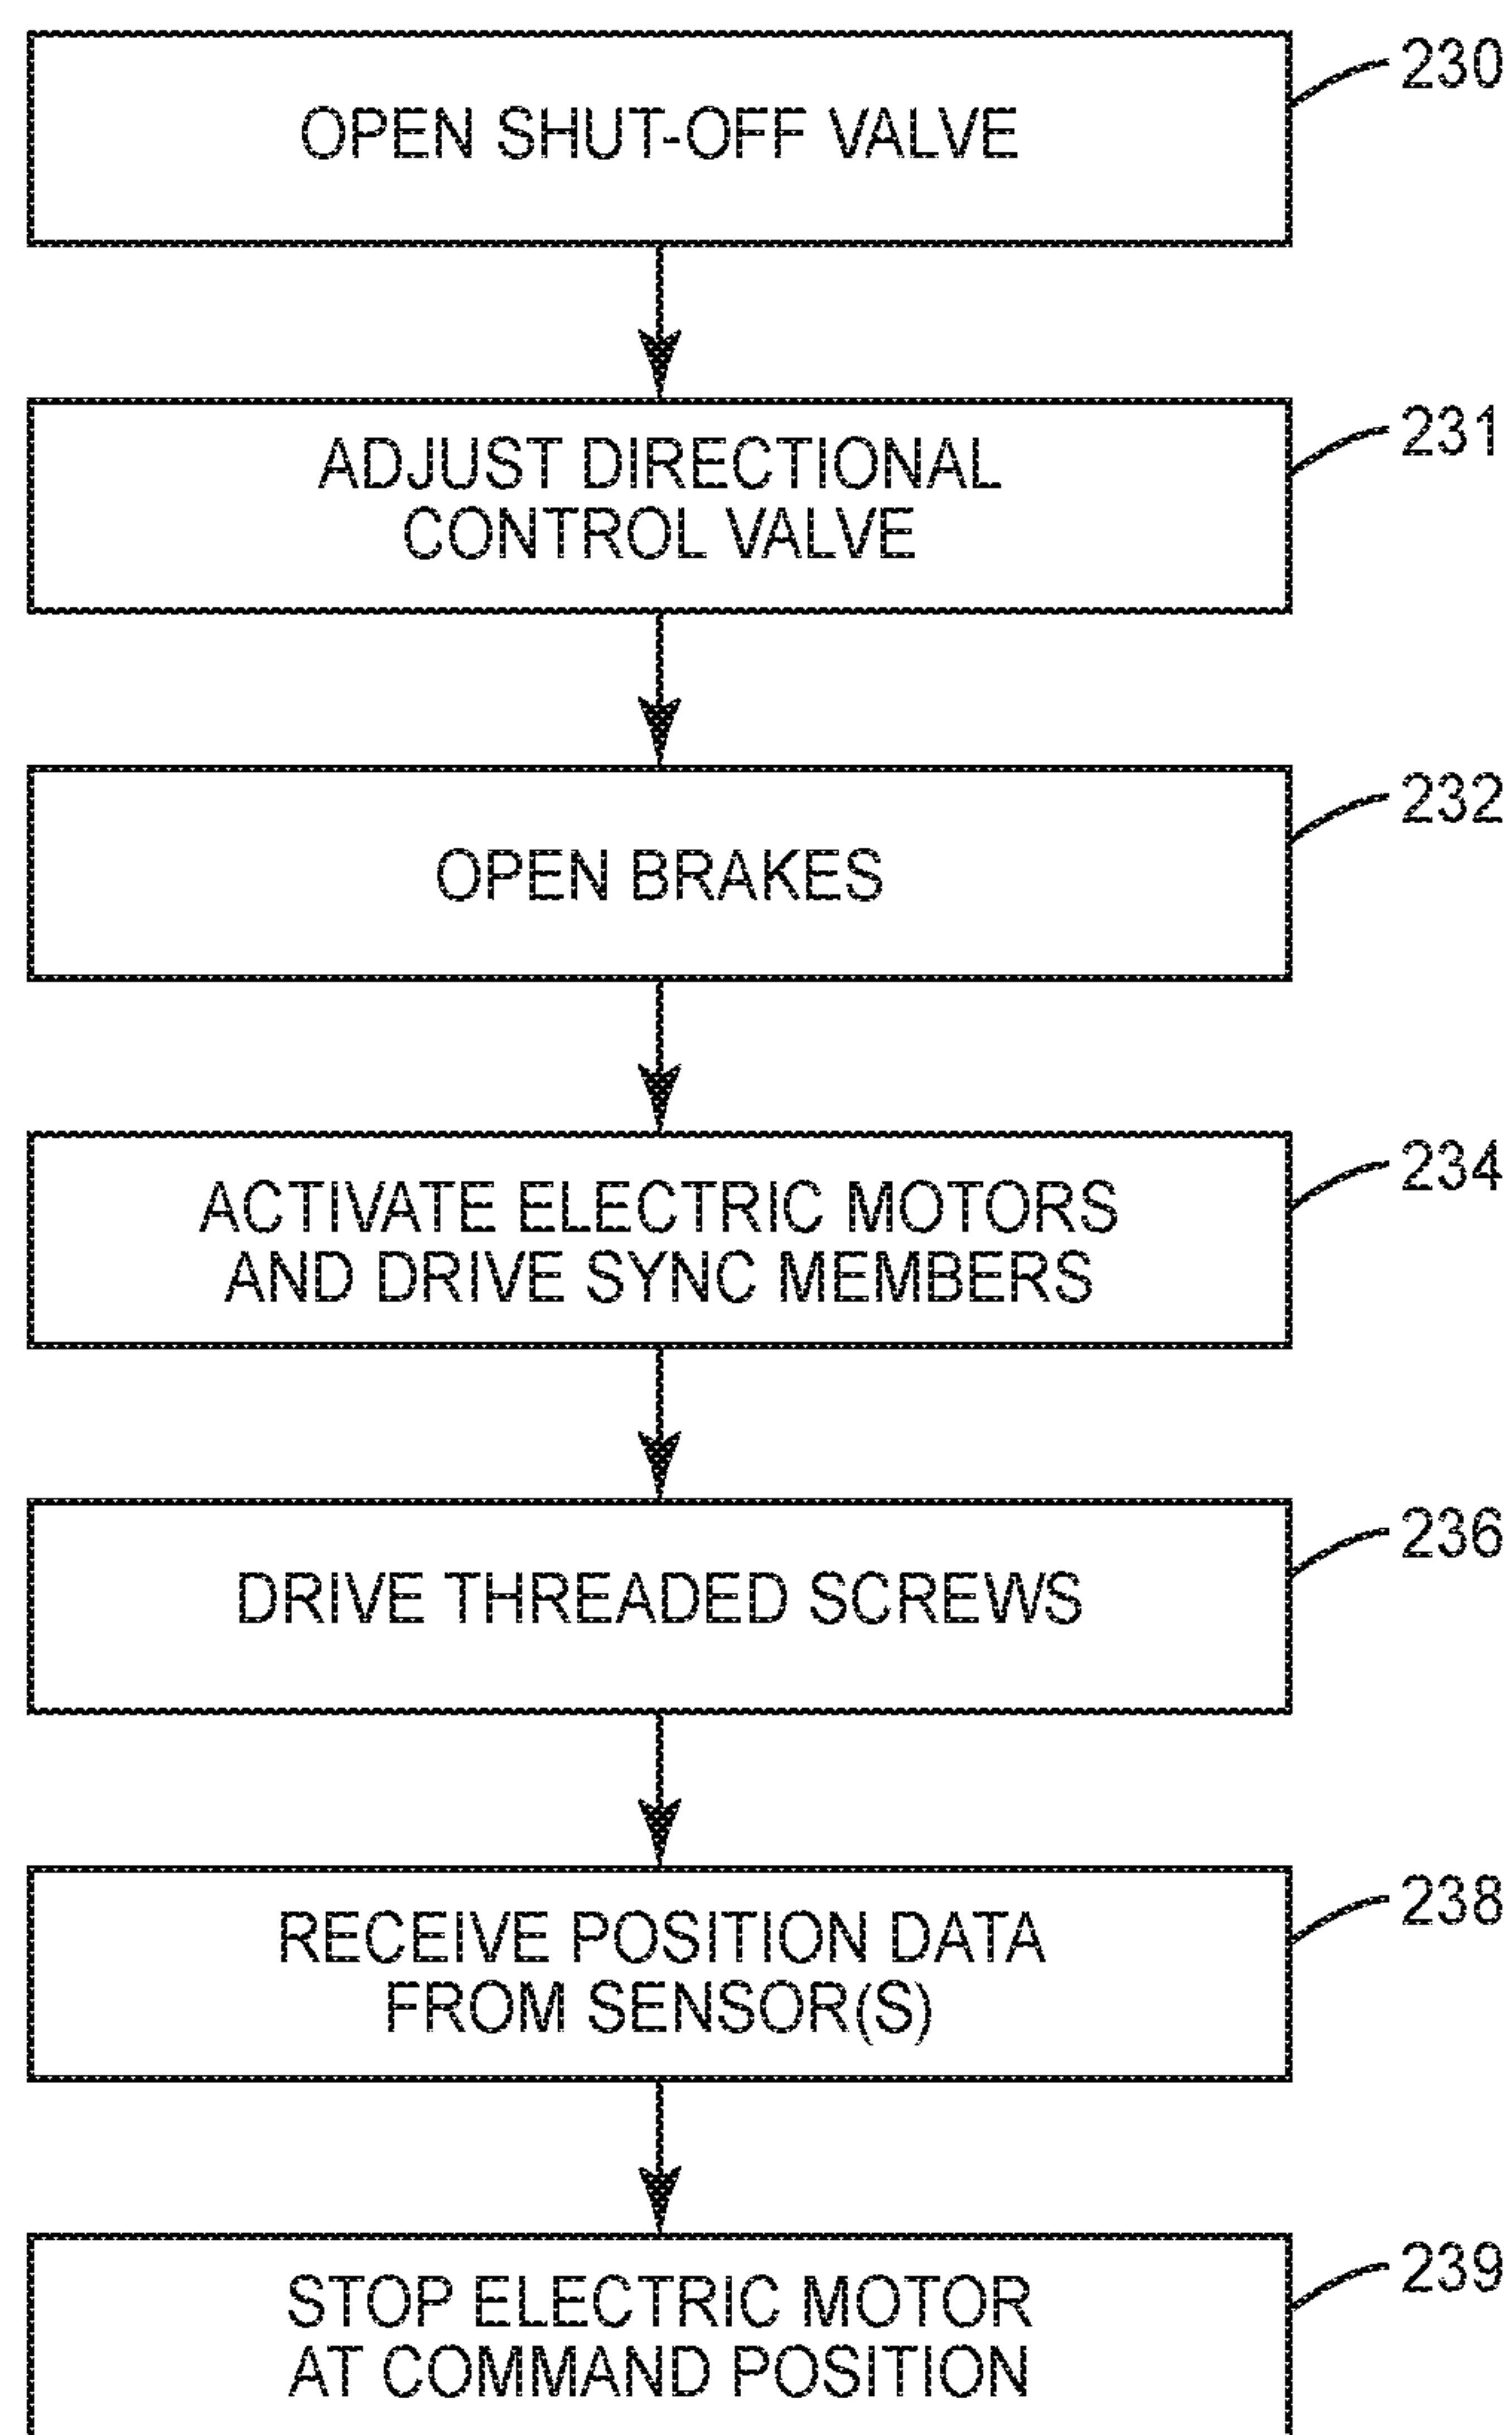 OPEN SHUT-OFF VALVE
230
ADJUST DIRECTIONAL
CONTROL VALVE
231
OPEN BRAKES
232
ACTIVATE ELECTRIC MOTORS
AND DRIVE SYNC MEMBERS
234
DRIVE THREADED SCREWS
236
RECEIVE POSITION DATA
FROM SENSOR(S)
238
STOP ELECTRIC MOTOR
AT COMMAND POSITION
239